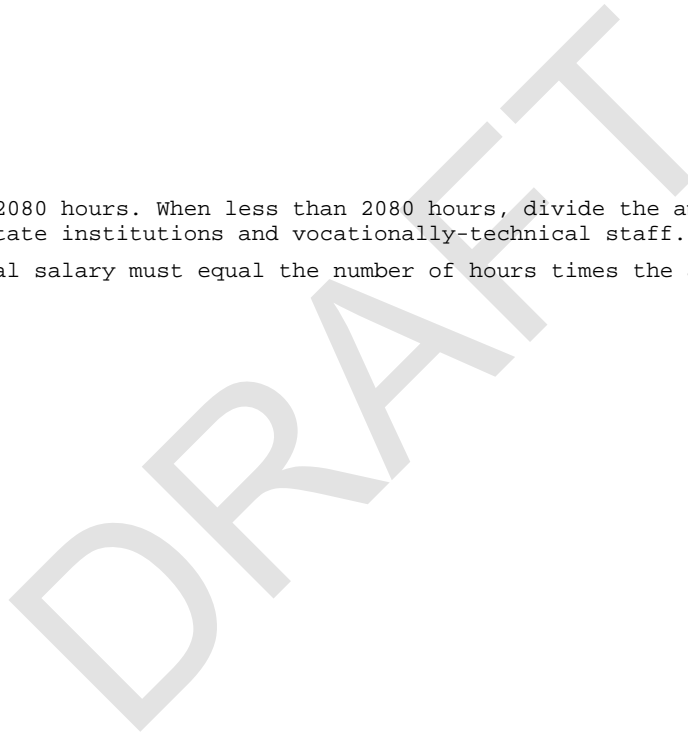 2080 hours. When less than 2080 hours, divide the a
tate institutions and vocationally-technical staff.
al salary must equal the number of hours times the
DRAFT